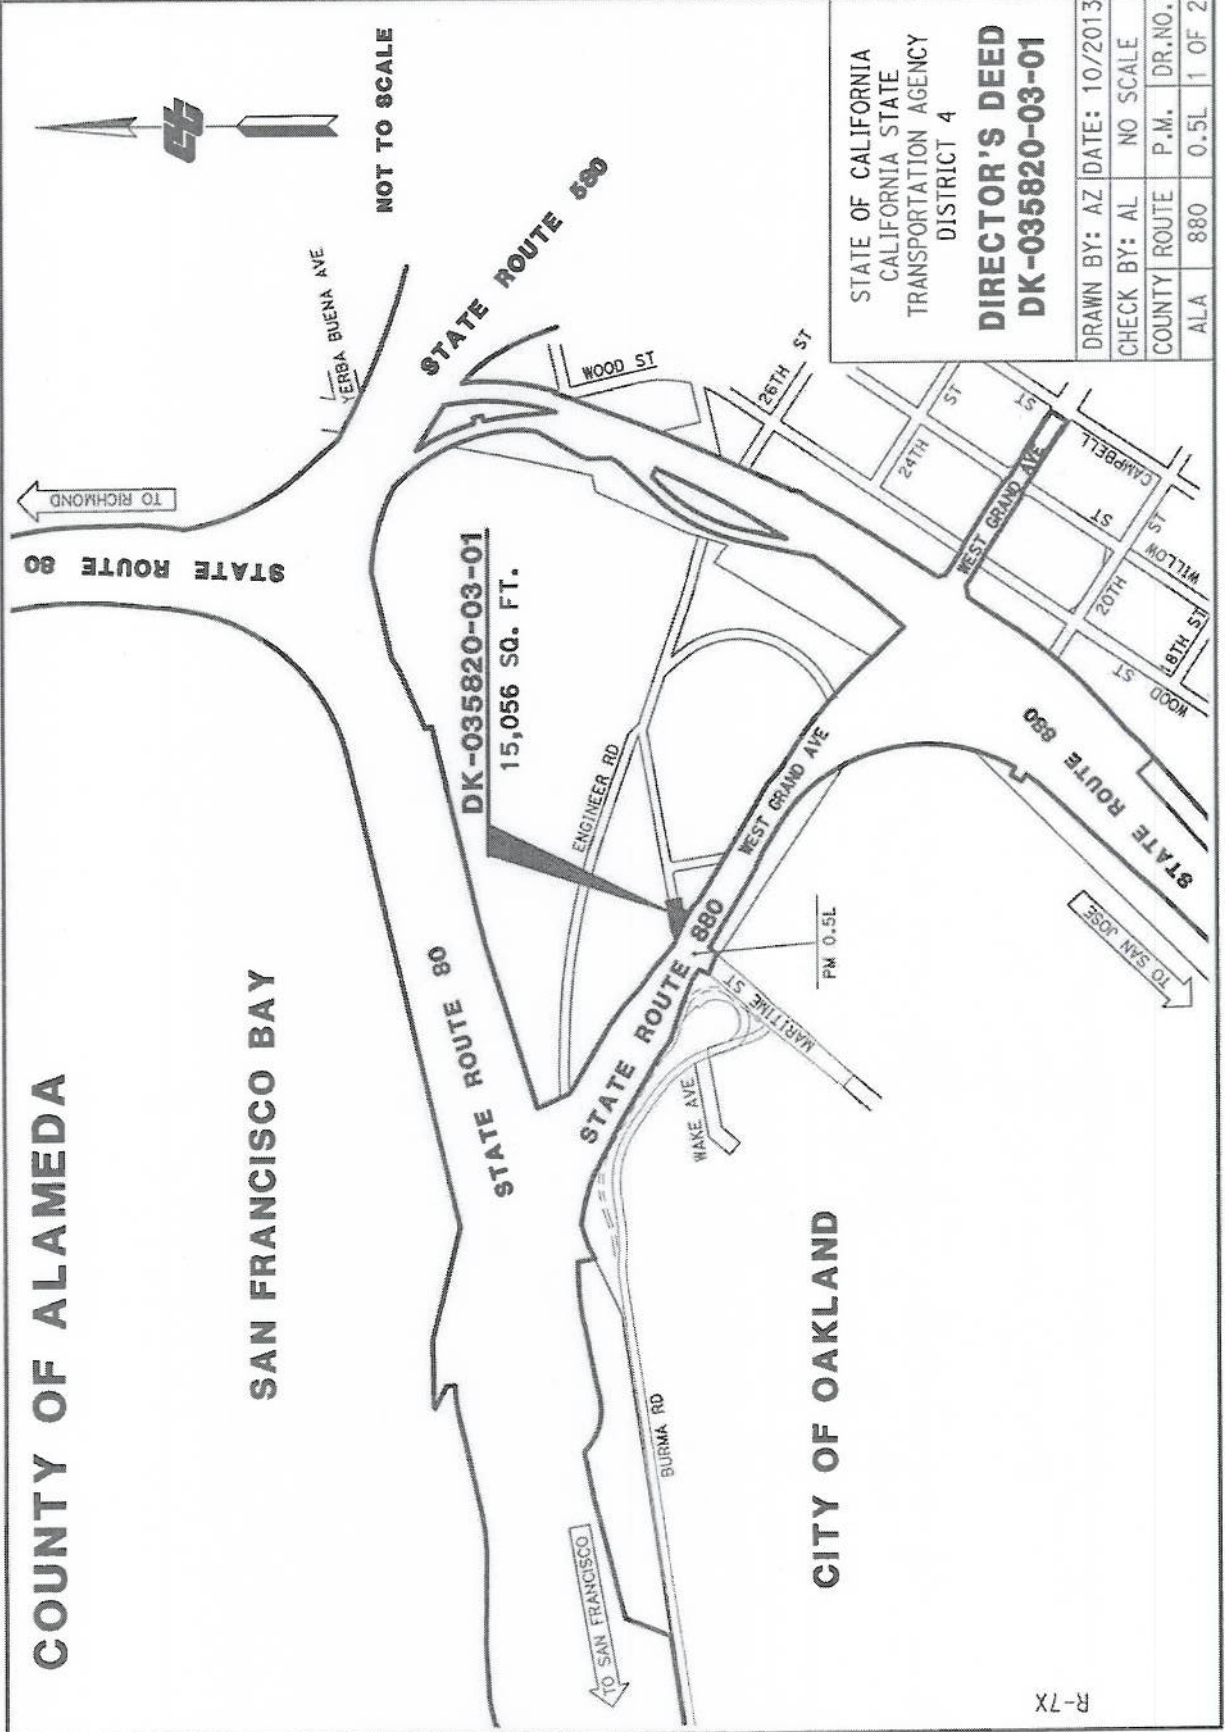 COUNTY OF ALAMEDA
SAN FRANCISCO BAY
NOT TO SCALE
TO RICHMOND
STATE ROUTE 80
YERBA BUENA AVE
STATE ROUTE 580
STATE ROUTE 80
DK-035820-03-01
15,056 SQ. FT.
ENGINEER RD
WOOD ST
26TH ST
24TH ST
WEST GRAND AVE
CAMPBELL ST
WILLOW ST
20TH ST
18TH ST
WOOD ST
STATE ROUTE 880
WEST GRAND AVE
880
STATE ROUTE 880
PM 0.5L
MARITIME ST
WAKE AVE
BURMA RD
TO SAN FRANCISCO
TO SAN JOSE
CITY OF OAKLAND
STATE OF CALIFORNIA
CALIFORNIA STATE
TRANSPORTATION AGENCY
DISTRICT 4
DIRECTOR'S DEED
DK-035820-03-01
DRAWN BY: AZ DATE: 10/2013
CHECK BY: AL NO SCALE
COUNTY ROUTE P.M. DR.NO.
ALA 880 0.5L 1 OF 2
R-7X